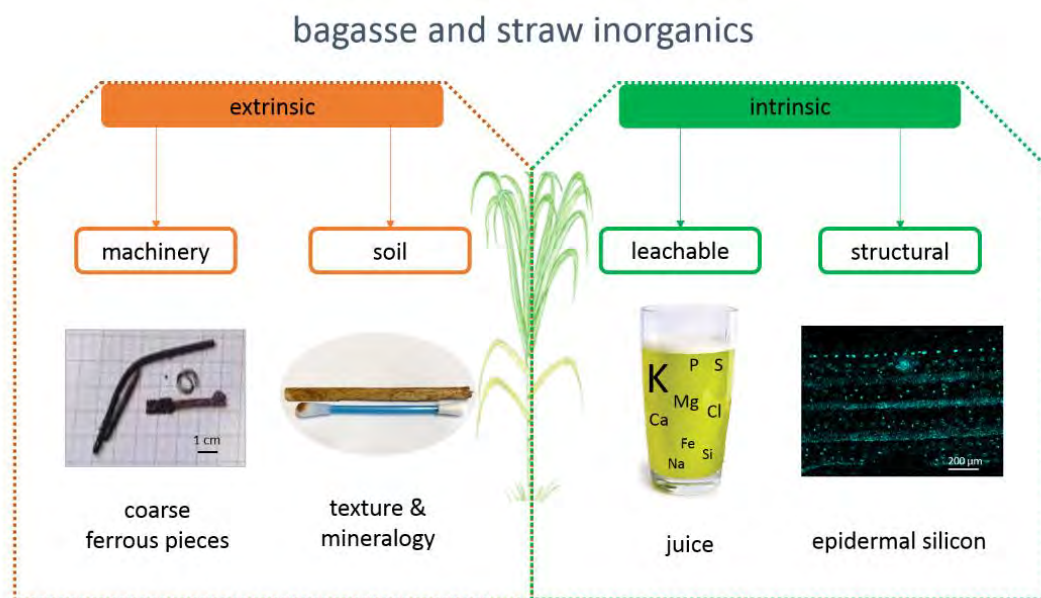 bagasse and straw inorganics
extrinsic
intrinsic
machinery
soil
leachable
structural
1 cm
K
P
S
Mg
Ca
Cl
Fe
Na
Si
200 µm
coarse
ferrous pieces
texture &
mineralogy
juice
epidermal silicon